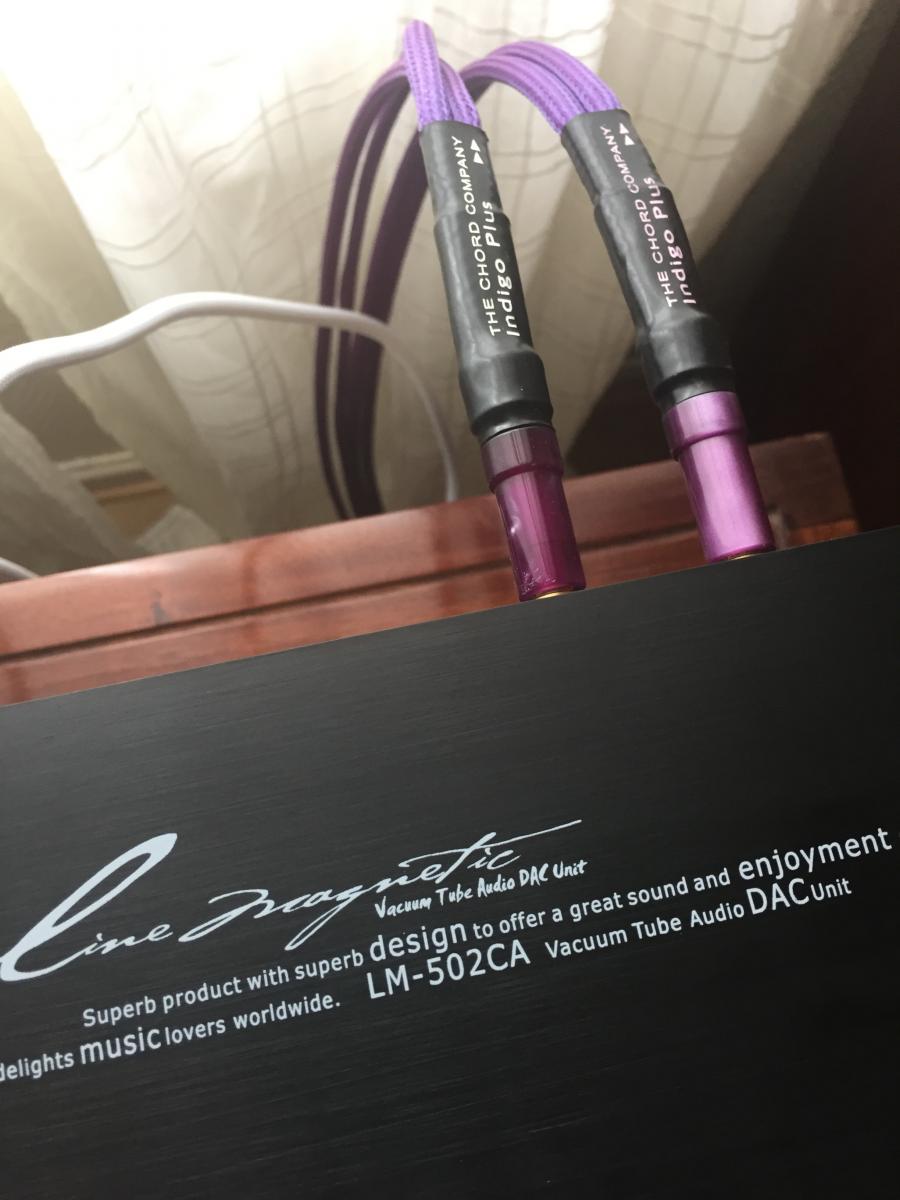 THE CHORD COMPANY
Indigo Plus
THE CHORD COMPANY
Indigo Plus
Line magnetic
Vacuum Tube Audio DAC Unit
Superb product with superb design to offer a great sound and enjoyment
delights music lovers worldwide. LM-502CA Vacuum Tube Audio DAC Unit